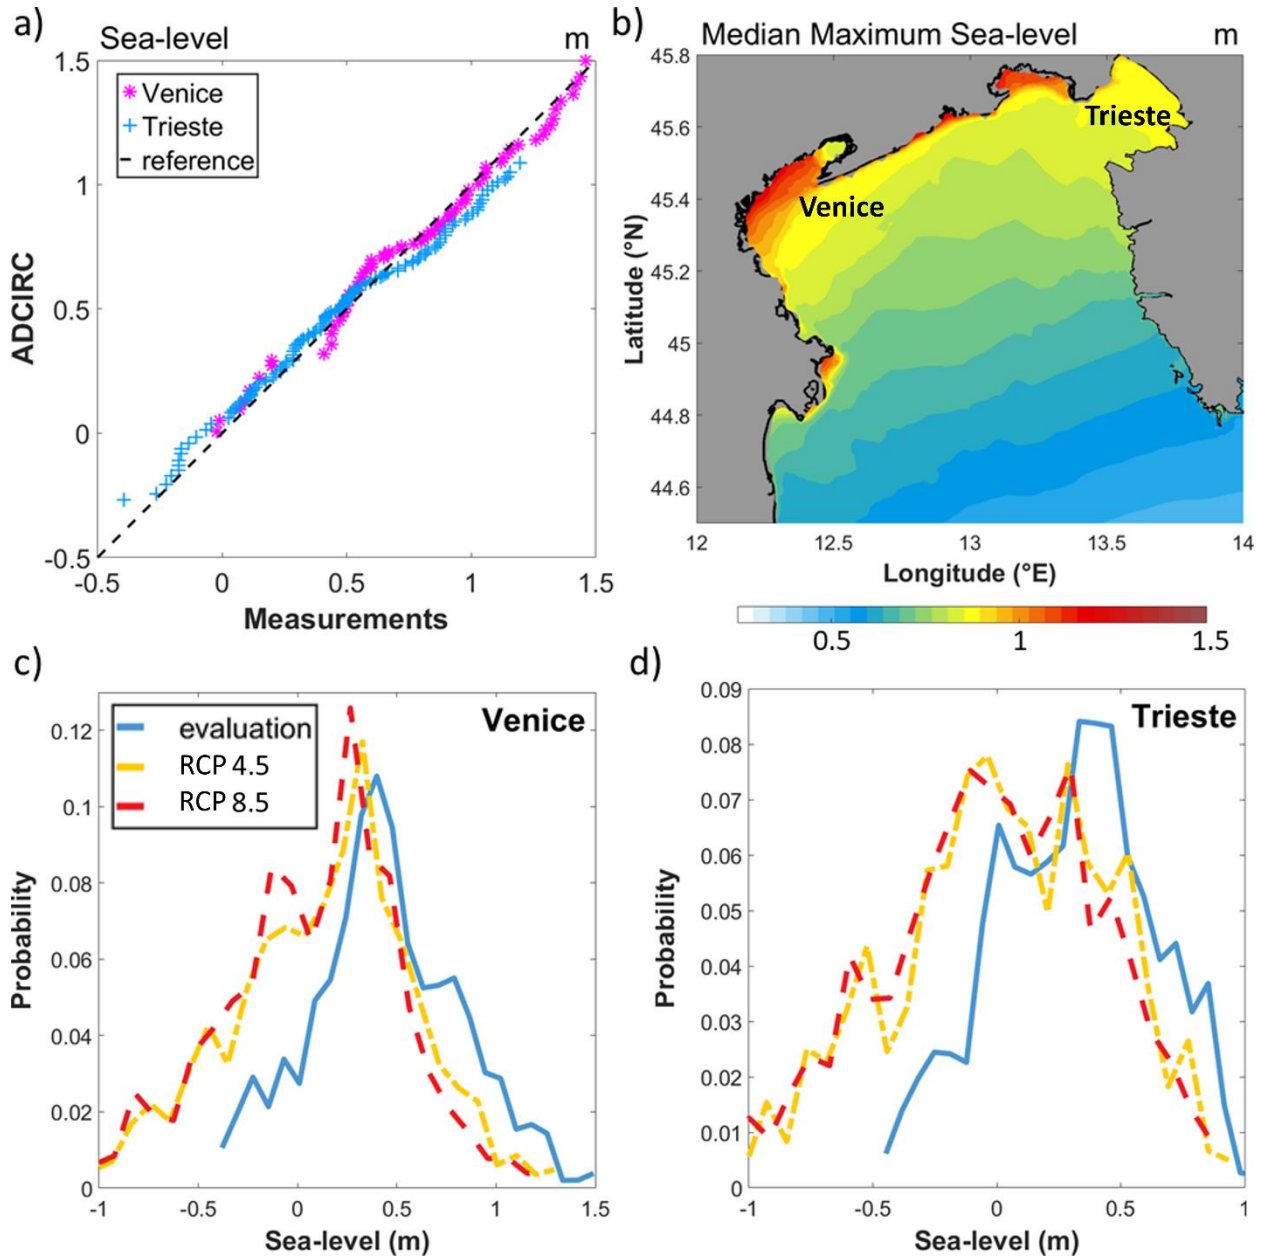 a)
Sea-level m
1.5
1
0.5
0
-0.5
-0.5 0 0.5 1 1.5
ADCIRC
Measurements
Venice
Trieste
reference
b)
Median Maximum Sea-level m
45.8
45.6
45.4
45.2
45
44.8
44.6
12 12.5 13 13.5 14
Latitude (°N)
Longitude (°E)
Trieste
Venice
0.5 1 1.5
c)
Venice
evaluation
RCP 4.5
RCP 8.5
0.12
0.1
0.08
0.06
0.04
0.02
0
-1 -0.5 0 0.5 1 1.5
Probability
Sea-level (m)
d)
Trieste
0.09
0.08
0.07
0.06
0.05
0.04
0.03
0.02
0.01
0
-1 -0.5 0 0.5 1
Probability
Sea-level (m)